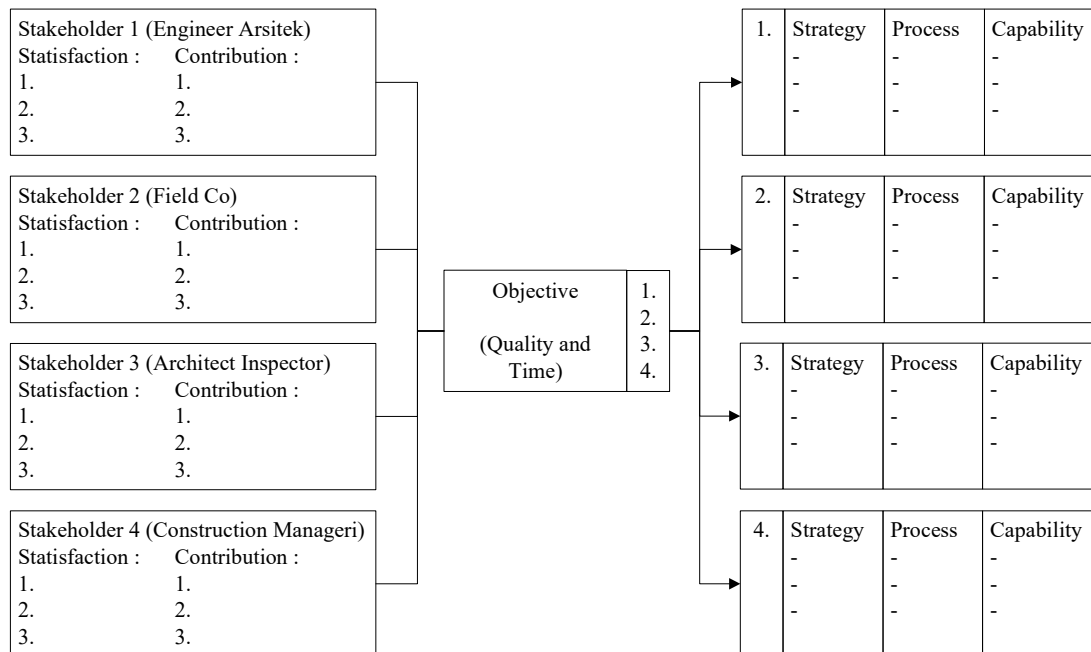 Stakeholder 1 (Engineer Arsitek)
Statisfaction : Contribution :
1. 1.
2. 2.
3. 3.
Stakeholder 2 (Field Co)
Statisfaction : Contribution :
1. 1.
2. 2.
3. 3.
Stakeholder 3 (Architect Inspector)
Statisfaction : Contribution :
1. 1.
2. 2.
3. 3.
Stakeholder 4 (Construction Manageri)
Statisfaction : Contribution :
1. 1.
2. 2.
3. 3.
Objective
(Quality and
Time)
1.
2.
3.
4.
1. Strategy Process Capability
- - -
- - -
- - -
2. Strategy Process Capability
- - -
- - -
- - -
3. Strategy Process Capability
- - -
- - -
- - -
4. Strategy Process Capability
- - -
- - -
- - -